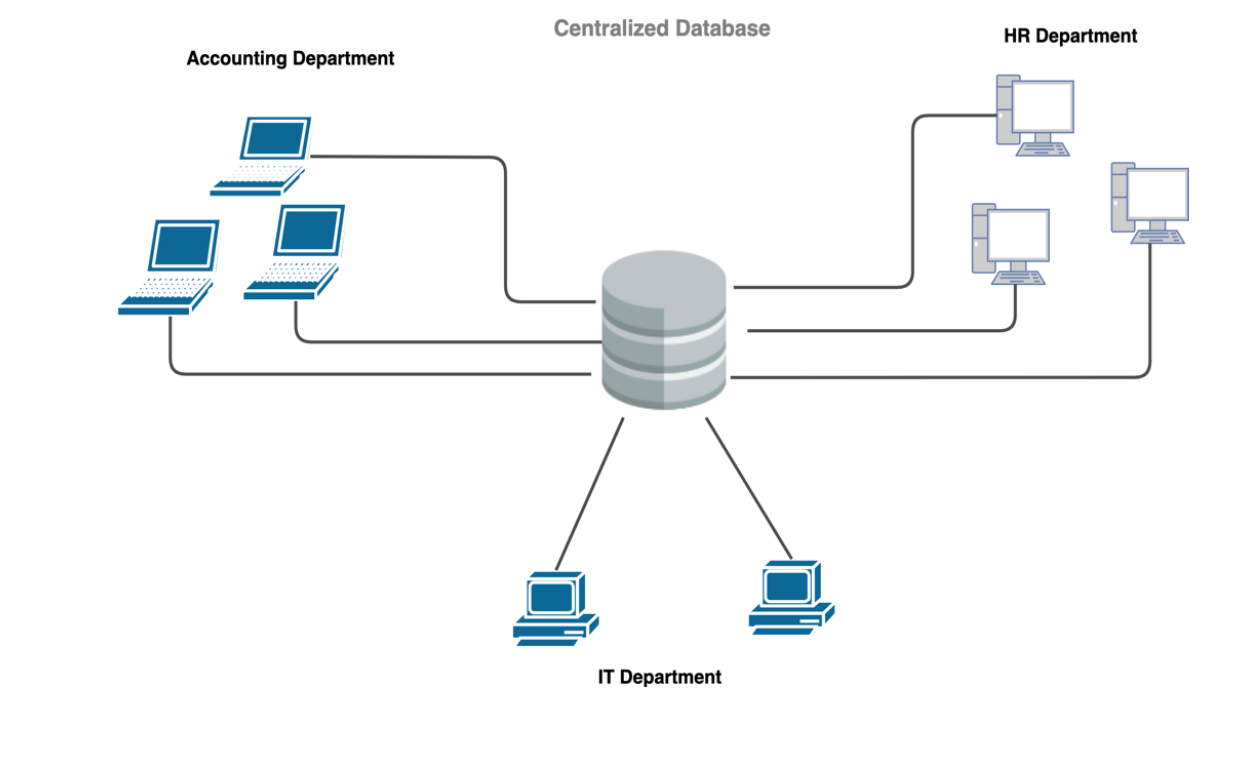 Centralized Database
Accounting Department
HR Department
IT Department